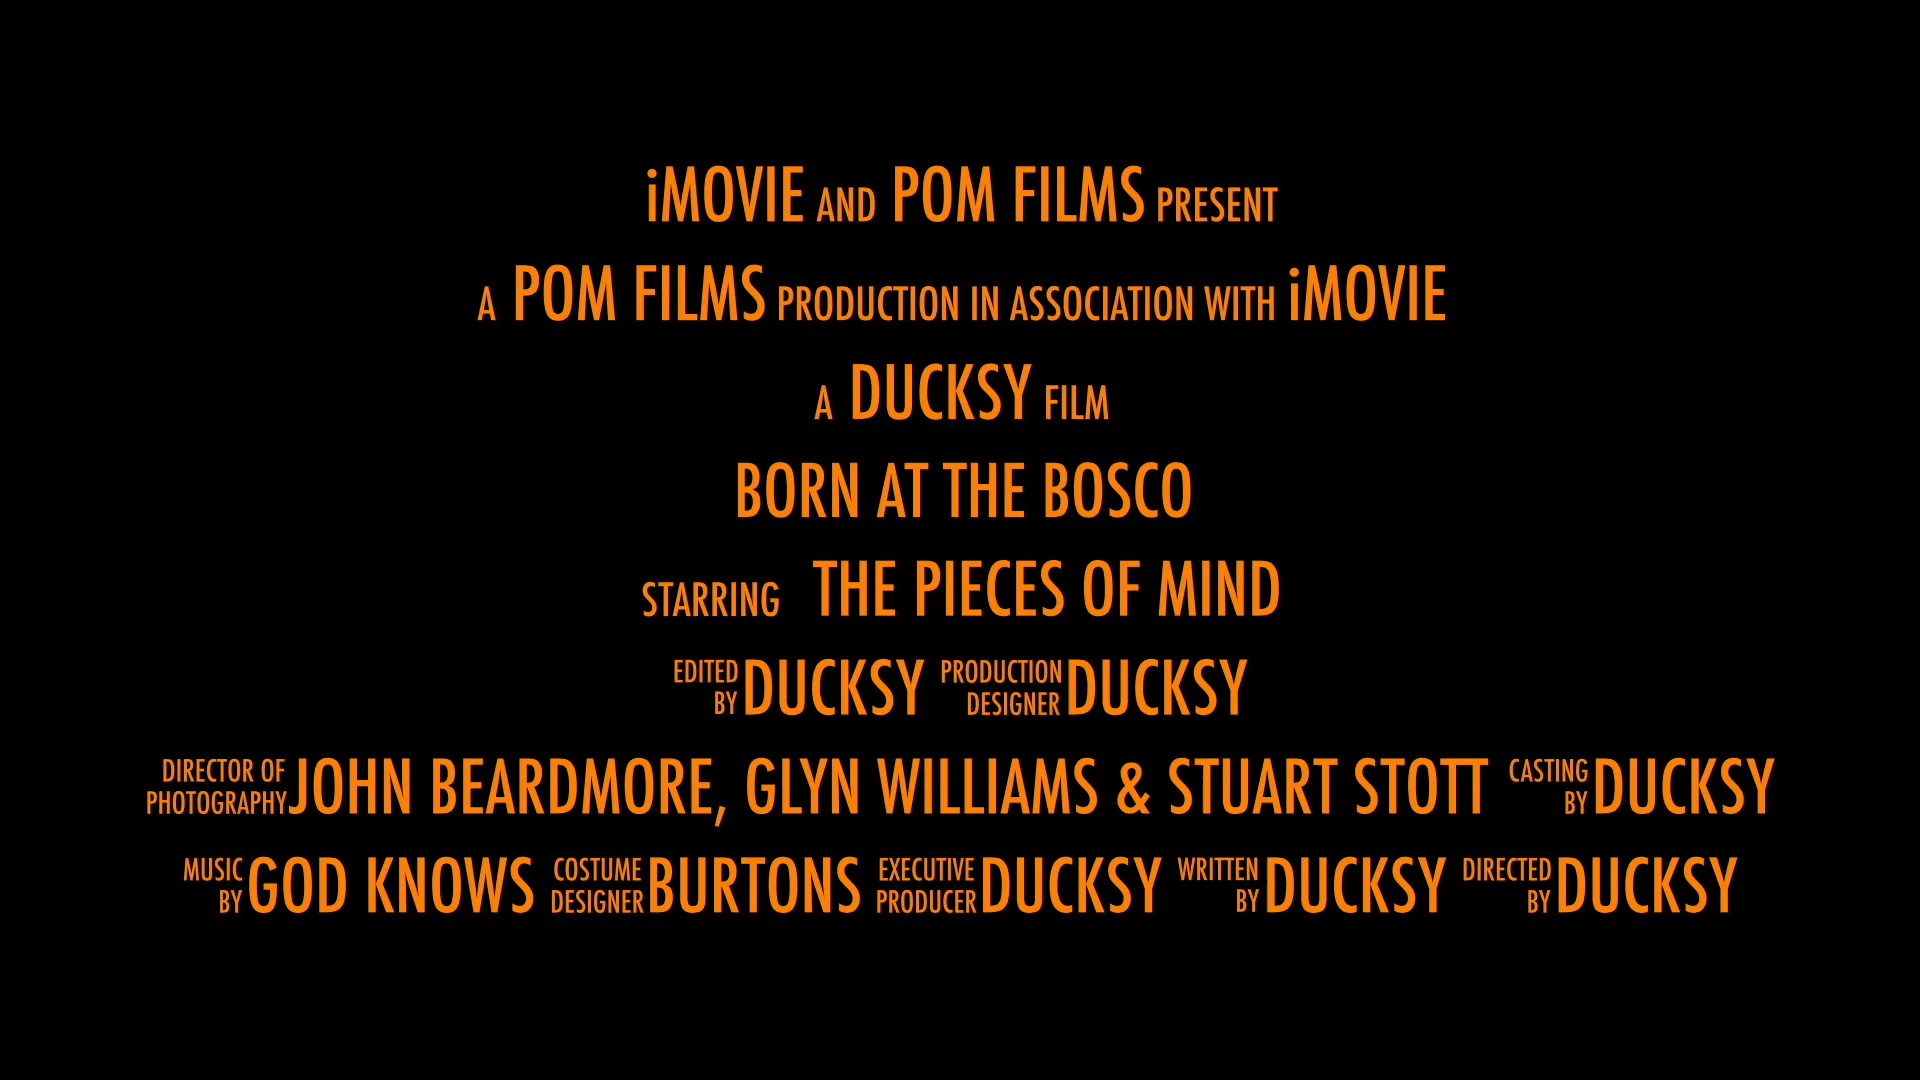 iMOVIE AND POM FILMS PRESENT
A POM FILMS PRODUCTION IN ASSOCIATION WITH iMOVIE
A DUCKSY FILM
BORN AT THE BOSCO
STARRING THE PIECES OF MIND
EDITED BY DUCKSY PRODUCTION DESIGNER DUCKSY
DIRECTOR OF PHOTOGRAPHY JOHN BEARDMORE, GLYN WILLIAMS & STUART STOTT CASTING BY DUCKSY
MUSIC BY GOD KNOWS COSTUME DESIGNER BURTONS EXECUTIVE PRODUCER DUCKSY WRITTEN BY DUCKSY DIRECTED BY DUCKSY